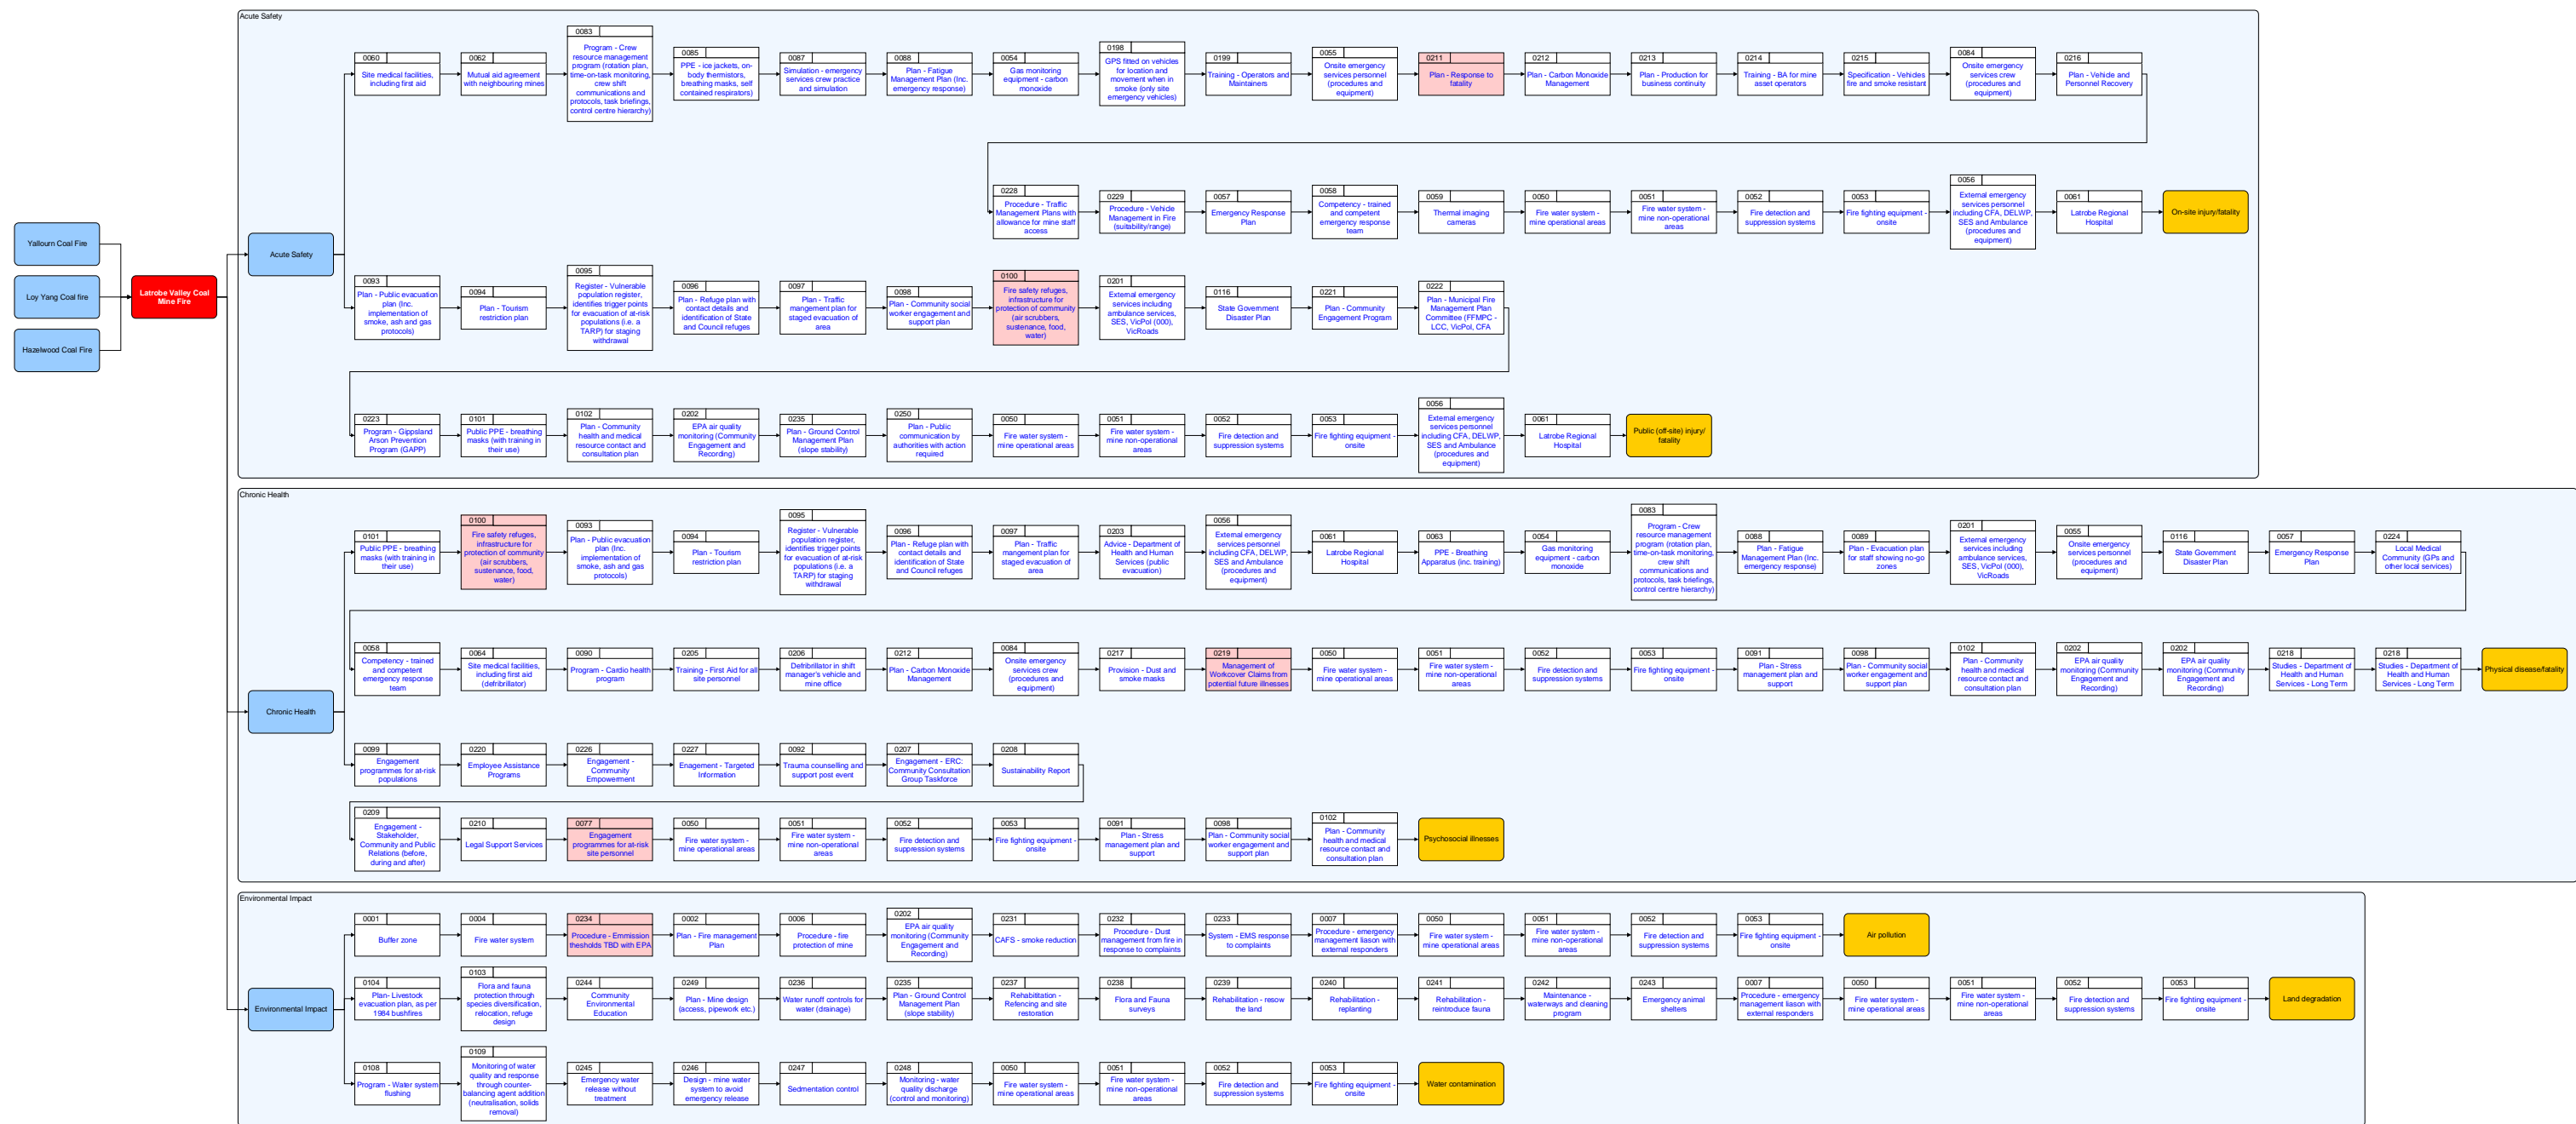 Acute Safety
0060
Site medical facilities,
including first aid
0062
Mutual aid agreement
with neighbouring mines
0083
Program - Crew
resource management
program (rotation plan,
time-on-task monitoring,
crew shift
communications and
protocols, task briefings,
control centre hierarchy)
0085
PPE - ice jackets, on-
body thermistors,
breathing masks, self
contained respirators)
0087
Simulation - emergency
services crew practice
and simulation
0088
Plan - Fatigue
Management Plan (Inc.
emergency response)
0054
Gas monitoring
equipment - carbon
monoxide
0198
GPS fitted on vehicles
for location and
movement when in
smoke (only site
emergency vehicles)
0199
Training - Operators and
Maintainers
0055
Onsite emergency
services personnel
(procedures and
equipment)
0211
Plan - Response to
fatality
0212
Plan - Carbon Monoxide
Management
0213
Plan - Production for
business continuity
0214
Training - BA for mine
asset operators
0215
Specification - Vehicles
fire and smoke resistant
0084
Onsite emergency
services crew
(procedures and
equipment)
0216
Plan - Vehicle and
Personnel Recovery
0228
Procedure - Traffic
Management Plans with
allowance for mine staff
access
0229
Procedure - Vehicle
Management in Fire
(suitability/range)
0057
Emergency Response
Plan
0058
Competency - trained
and competent
emergency response
team
0059
Thermal imaging
cameras
0050
Fire water system -
mine operational areas
0051
Fire water system -
mine non-operational
areas
0052
Fire detection and
suppression systems
0053
Fire fighting equipment -
onsite
0056
External emergency
services personnel
including CFA, DELWP,
SES and Ambulance
(procedures and
equipment)
0061
Latrobe Regional
Hospital
On-site injury/fatality
Yallourn Coal Fire
Loy Yang Coal fire
Hazelwood Coal Fire
Latrobe Valley Coal
Mine Fire
Acute Safety
0093
Plan - Public evacuation
plan (Inc.
implementation of
smoke, ash and gas
protocols)
0094
Plan - Tourism
restriction plan
0095
Register - Vulnerable
population register,
identifies trigger points
for evacuation of at-risk
populations (i.e. a
TARP) for staging
withdrawal
0096
Plan - Refuge plan with
contact details and
identification of State
and Council refuges
0097
Plan - Traffic
mangement plan for
staged evacuation of
area
0098
Plan - Community social
worker engagement and
support plan
0100
Fire safety refuges,
infrastructure for
protection of community
(air scrubbers,
sustenance, food,
water)
0201
External emergency
services including
ambulance services,
SES, VicPol (000),
VicRoads
0116
State Government
Disaster Plan
0221
Plan - Community
Engagement Program
0222
Plan - Municipal Fire
Management Plan
Committee (FFMPC -
LCC, VicPol, CFA
0223
Program - Gippsland
Arson Prevention
Program (GAPP)
0101
Public PPE - breathing
masks (with training in
their use)
0102
Plan - Community
health and medical
resource contact and
consultation plan
0202
EPA air quality
monitoring (Community
Engagement and
Recording)
0235
Plan - Ground Control
Management Plan
(slope stability)
0250
Plan - Public
communication by
authorities with action
required
0050
Fire water system -
mine operational areas
0051
Fire water system -
mine non-operational
areas
0052
Fire detection and
suppression systems
0053
Fire fighting equipment -
onsite
0056
External emergency
services personnel
including CFA, DELWP,
SES and Ambulance
(procedures and
equipment)
0061
Latrobe Regional
Hospital
Public (off-site) injury/
fatality
Chronic Health
0101
Public PPE - breathing
masks (with training in
their use)
0100
Fire safety refuges,
infrastructure for
protection of community
(air scrubbers,
sustenance, food,
water)
0093
Plan - Public evacuation
plan (Inc.
implementation of
smoke, ash and gas
protocols)
0094
Plan - Tourism
restriction plan
0095
Register - Vulnerable
population register,
identifies trigger points
for evacuation of at-risk
populations (i.e. a
TARP) for staging
withdrawal
0096
Plan - Refuge plan with
contact details and
identification of State
and Council refuges
0097
Plan - Traffic
mangement plan for
staged evacuation of
area
0203
Advice - Department of
Health and Human
Services (public
evacuation)
0056
External emergency
services personnel
including CFA, DELWP,
SES and Ambulance
(procedures and
equipment)
0061
Latrobe Regional
Hospital
0063
PPE - Breathing
Apparatus (inc. training)
0054
Gas monitoring
equipment - carbon
monoxide
0083
Program - Crew
resource management
program (rotation plan,
time-on-task monitoring,
crew shift
communications and
protocols, task briefings,
control centre hierarchy)
0088
Plan - Fatigue
Management Plan (Inc.
emergency response)
0089
Plan - Evacuation plan
for staff showing no-go
zones
0201
External emergency
services including
ambulance services,
SES, VicPol (000),
VicRoads
0055
Onsite emergency
services personnel
(procedures and
equipment)
0116
State Government
Disaster Plan
0057
Emergency Response
Plan
0224
Local Medical
Community (GPs and
other local services)
0058
Competency - trained
and competent
emergency response
team
0064
Site medical facilities,
including first aid
(defribrillator)
0090
Program - Cardio health
program
0205
Training - First Aid for all
site personnel
0206
Defribrillator in shift
manager's vehicle and
mine office
0212
Plan - Carbon Monoxide
Management
0084
Onsite emergency
services crew
(procedures and
equipment)
0217
Provision - Dust and
smoke masks
0219
Management of
Workcover Claims from
potential future illnesses
0050
Fire water system -
mine operational areas
0051
Fire water system -
mine non-operational
areas
0052
Fire detection and
suppression systems
0053
Fire fighting equipment -
onsite
0091
Plan - Stress
management plan and
support
0098
Plan - Community social
worker engagement and
support plan
0102
Plan - Community
health and medical
resource contact and
consultation plan
0202
EPA air quality
monitoring (Community
Engagement and
Recording)
0202
EPA air quality
monitoring (Community
Engagement and
Recording)
0218
Studies - Department of
Health and Human
Services - Long Term
0218
Studies - Department of
Health and Human
Services - Long Term
Physical disease/fatality
Chronic Health
0099
Engagement
programmes for at-risk
populations
0220
Employee Assistance
Programs
0226
Engagement -
Community
Empowerment
0227
Enagement - Targeted
Information
0092
Trauma counselling and
support post event
0207
Engagement - ERC:
Community Consultation
Group Taskforce
0208
Sustainability Report
0209
Engagement -
Stakeholder,
Community and Public
Relations (before,
during and after)
0210
Legal Support Services
0077
Engagement
programmes for at-risk
site personnel
0050
Fire water system -
mine operational areas
0051
Fire water system -
mine non-operational
areas
0052
Fire detection and
suppression systems
0053
Fire fighting equipment -
onsite
0091
Plan - Stress
management plan and
support
0098
Plan - Community social
worker engagement and
support plan
0102
Plan - Community
health and medical
resource contact and
consultation plan
Psychosocial illnesses
Environmental Impact
0001
Buffer zone
0004
Fire water system
0234
Procedure - Emmission
thesholds TBD with EPA
0002
Plan - Fire management
Plan
0006
Procedure - fire
protection of mine
0202
EPA air quality
monitoring (Community
Engagement and
Recording)
0231
CAFS - smoke reduction
0232
Procedure - Dust
management from fire in
response to complaints
0233
System - EMS response
to complaints
0007
Procedure - emergency
management liason with
external responders
0050
Fire water system -
mine operational areas
0051
Fire water system -
mine non-operational
areas
0052
Fire detection and
suppression systems
0053
Fire fighting equipment -
onsite
Air pollution
Environmental Impact
0104
Plan- Livestock
evacuation plan, as per
1984 bushfires
0103
Flora and fauna
protection through
species diversification,
relocation, refuge
design
0244
Community
Environmental
Education
0249
Plan - Mine design
(access, pipework etc.)
0236
Water runoff controls for
water (drainage)
0235
Plan - Ground Control
Management Plan
(slope stability)
0237
Rehabilitation -
Refencing and site
restoration
0238
Flora and Fauna
surveys
0239
Rehabilitation - resow
the land
0240
Rehabilitation -
replanting
0241
Rehabilitation -
reintroduce fauna
0242
Maintenance -
waterways and cleaning
program
0243
Emergency animal
shelters
0007
Procedure - emergency
management liason with
external responders
0050
Fire water system -
mine operational areas
0051
Fire water system -
mine non-operational
areas
0052
Fire detection and
suppression systems
0053
Fire fighting equipment -
onsite
Land degradation
0108
Program - Water system
flushing
0109
Monitoring of water
quality and response
through counter-
balancing agent addition
(neutralisation, solids
removal)
0245
Emergency water
release without
treatment
0246
Design - mine water
system to avoid
emergency release
0247
Sedmentation control
0248
Monitoring - water
quality discharge
(control and monitoring)
0050
Fire water system -
mine operational areas
0051
Fire water system -
mine non-operational
areas
0052
Fire detection and
suppression systems
0053
Fire fighting equipment -
onsite
Water contamination